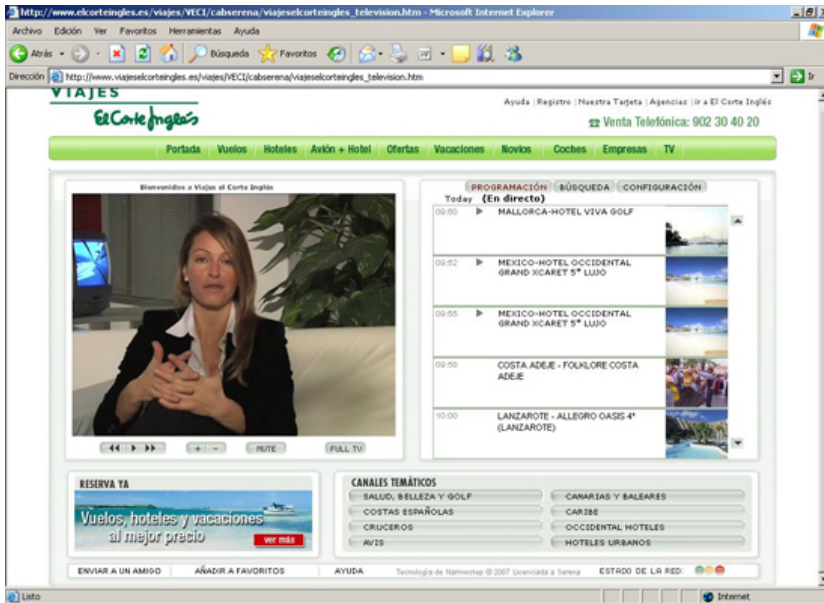 http://www.elcorteingles.es/viajes/VECI/cabserena/viajeselcorteingles_television.htm - Microsoft Internet Explorer
Archivo Edición Ver Favoritos Herramientas Ayuda
Atrás Búsqueda Favoritos
Dirección http://www.viajeselcorteingles.es/viajes/VECI/cabserena/viajeselcorteingles_television.htm Ir
VIAJES
El Corte Inglés
Ayuda | Registro | Nuestra Tarjeta | Agencias | ir a El Corte Inglés
Venta Telefónica: 902 30 40 20
Portada Vuelos Hoteles Avión + Hotel Ofertas Vacaciones Novios Coches Empresas TV
Bienvenidos a Viajes el Corte Inglés
PROGRAMACIÓN BÚSQUEDA CONFIGURACIÓN
Today (En directo)
09:50 MALLORCA-HOTEL VIVA GOLF
09:52 MEXICO-HOTEL OCCIDENTAL
GRAND XCARET 5* LUJO
09:55 MEXICO-HOTEL OCCIDENTAL
GRAND XCARET 5* LUJO
09:58 COSTA ADEJE - FOLKLORE COSTA
ADEJE
10:00 LANZAROTE - ALLEGRO OASIS 4*
(LANZAROTE)
+ - MUTE FULL TV
RESERVA YA
Vuelos, hoteles y vacaciones
al mejor precio
ver más
CANALES TEMÁTICOS
SALUD, BELLEZA Y GOLF
COSTAS ESPAÑOLAS
CRUCEROS
AVIS
CANARIAS Y BALEARES
CARIBE
OCCIDENTAL HOTELES
HOTELES URBANOS
ENVIAR A UN AMIGO AÑADIR A FAVORITOS AYUDA Tecnología de Narrowstep © 2007 Licenciada a Serena ESTADO DE LA RED:
Listo Internet